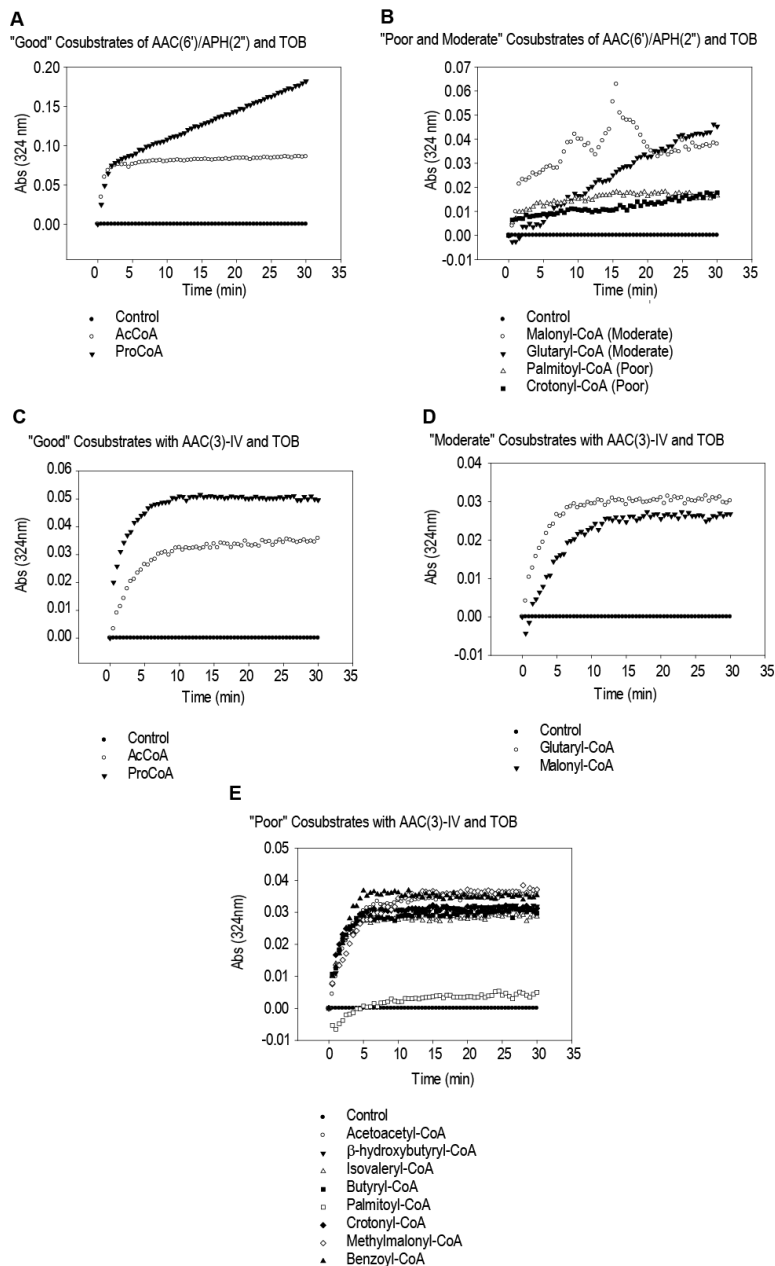 A
"Good" Cosubstrates of AAC(6')/APH(2") and TOB
0.20
0.15
0.10
0.05
0.00
Abs (324 nm)
0 5 10 15 20 25 30 35
Time (min)
Control
AcCoA
ProCoA
B
"Poor and Moderate" Cosubstrates of AAC(6')/APH(2") and TOB
0.07
0.06
0.05
0.04
0.03
0.02
0.01
0.00
-0.01
Abs (324 nm)
0 5 10 15 20 25 30 35
Time (min)
Control
Malonyl-CoA (Moderate)
Glutaryl-CoA (Moderate)
Palmitoyl-CoA (Poor)
Crotonyl-CoA (Poor)
C
"Good" Cosubstrates with AAC(3)-IV and TOB
0.06
0.05
0.04
0.03
0.02
0.01
0.00
Abs (324nm)
0 5 10 15 20 25 30 35
Time (min)
Control
AcCoA
ProCoA
D
"Moderate" Cosubstrates with AAC(3)-IV and TOB
0.04
0.03
0.02
0.01
0.00
-0.01
Abs (324nm)
0 5 10 15 20 25 30 35
Time (min)
Control
Glutaryl-CoA
Malonyl-CoA
E
"Poor" Cosubstrates with AAC(3)-IV and TOB
0.05
0.04
0.03
0.02
0.01
0.00
-0.01
Abs (324nm)
0 5 10 15 20 25 30 35
Time (min)
Control
Acetoacetyl-CoA
β-hydroxybutyryl-CoA
Isovaleryl-CoA
Butyryl-CoA
Palmitoyl-CoA
Crotonyl-CoA
Methylmalonyl-CoA
Benzoyl-CoA